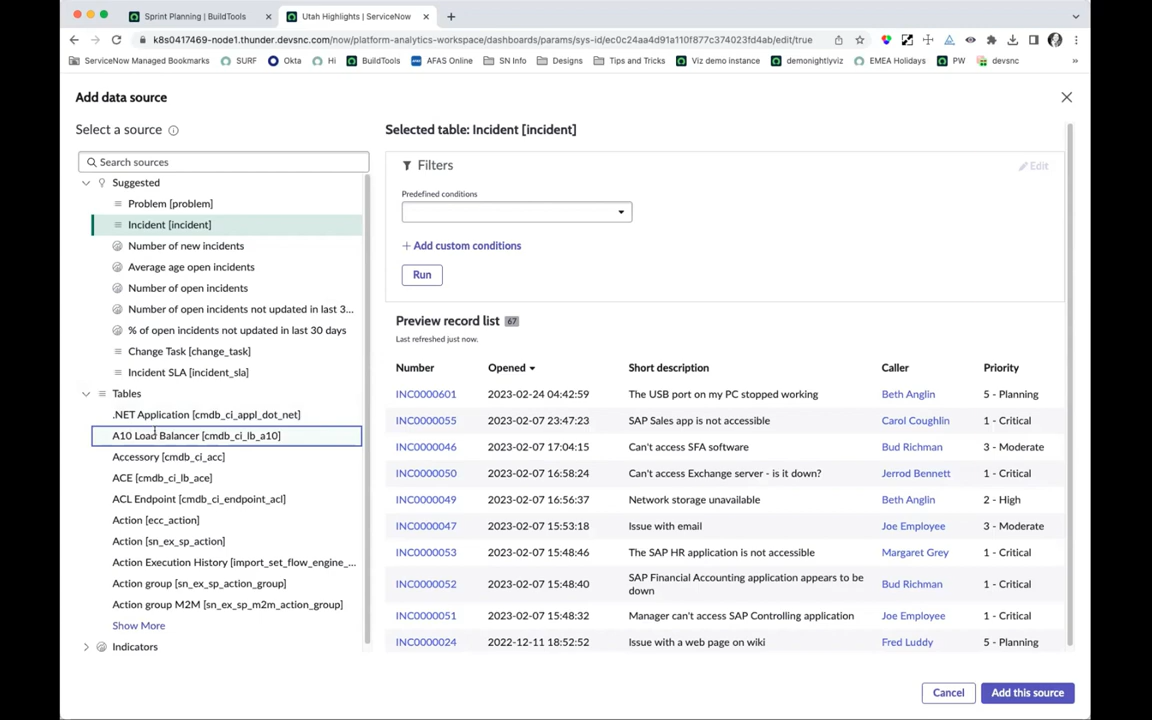 Sprint Planning | BuildTools
Utah Highlights | ServiceNow
k8s0417469-node1.thunder.devsnc.com/now/platform-analytics-workspace/dashboards/params/sys-id/ec0c24aa4d91a110f877c374023fd4ab/edit/true
ServiceNow Managed Bookmarks
SURF
Okta
Hi
BuildTools
AFAS Online
SN Info
Designs
Tips and Tricks
Viz demo instance
demonightlyviz
EMEA Holidays
PW
devsnc
Add data source
Select a source
Search sources
Suggested
Problem [problem]
Incident [incident]
Number of new incidents
Average age open incidents
Number of open incidents
Number of open incidents not updated in last 3...
% of open incidents not updated in last 30 days
Change Task [change_task]
Incident SLA [incident_sla]
Tables
.NET Application [cmdb_ci_appl_dot_net]
A10 Load Balancer [cmdb_ci_lb_a10]
Accessory [cmdb_ci_acc]
ACE [cmdb_ci_lb_ace]
ACL Endpoint [cmdb_ci_endpoint_acl]
Action [ecc_action]
Action [sn_ex_sp_action]
Action Execution History [import_set_flow_engine_...
Action group [sn_ex_sp_action_group]
Action group M2M [sn_ex_sp_m2m_action_group]
Show More
Indicators
Selected table: Incident [incident]
Filters
Edit
Predefined conditions
+ Add custom conditions
Run
Preview record list 67
Last refreshed just now.
Number Opened Short description Caller Priority
INC0000601 2023-02-24 04:42:59 The USB port on my PC stopped working Beth Anglin 5 - Planning
INC0000055 2023-02-07 23:47:23 SAP Sales app is not accessible Carol Coughlin 1 - Critical
INC0000046 2023-02-07 17:04:15 Can't access SFA software Bud Richman 3 - Moderate
INC0000050 2023-02-07 16:58:24 Can't access Exchange server - is it down? Jerrod Bennett 1 - Critical
INC0000049 2023-02-07 16:56:37 Network storage unavailable Beth Anglin 2 - High
INC0000047 2023-02-07 15:53:18 Issue with email Joe Employee 3 - Moderate
INC0000053 2023-02-07 15:48:46 The SAP HR application is not accessible Margaret Grey 1 - Critical
INC0000052 2023-02-07 15:48:40 SAP Financial Accounting application appears to be Bud Richman 1 - Critical
down
INC0000051 2023-02-07 15:48:32 Manager can't access SAP Controlling application Joe Employee 1 - Critical
INC0000024 2022-12-11 18:52:52 Issue with a web page on wiki Fred Luddy 5 - Planning
Cancel
Add this source